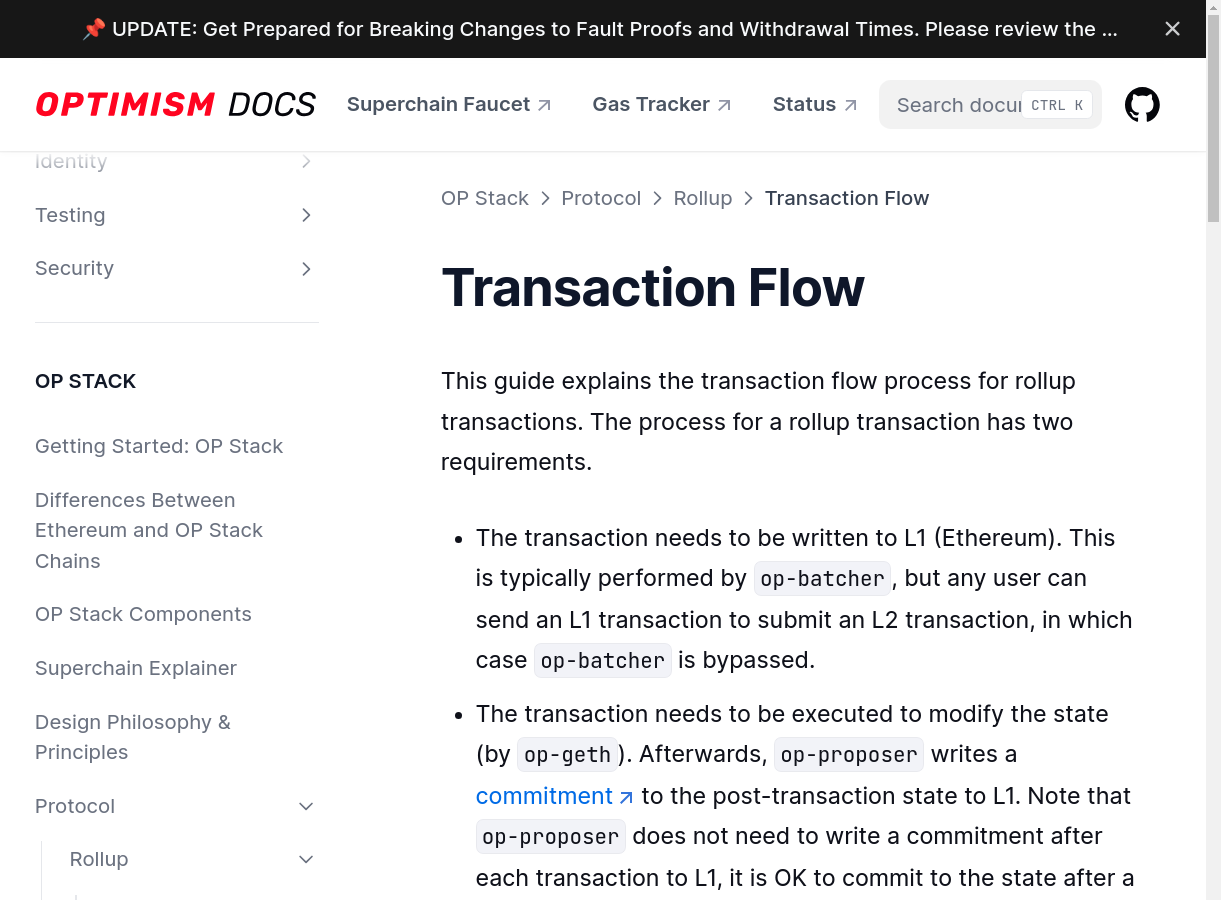 📌 UPDATE: Get Prepared for Breaking Changes to Fault Proofs and Withdrawal Times. Please review the ...
OPTIMISM DOCS
Superchain Faucet
Gas Tracker
Status
Search docu
CTRL K
Identity
Testing
Security
OP STACK
Getting Started: OP Stack
Differences Between
Ethereum and OP Stack
Chains
OP Stack Components
Superchain Explainer
Design Philosophy &
Principles
Protocol
Rollup
OP Stack > Protocol > Rollup > Transaction Flow
Transaction Flow
This guide explains the transaction flow process for rollup
transactions. The process for a rollup transaction has two
requirements.
• The transaction needs to be written to L1 (Ethereum). This
is typically performed by op-batcher, but any user can
send an L1 transaction to submit an L2 transaction, in which
case op-batcher is bypassed.
• The transaction needs to be executed to modify the state
(by op-geth). Afterwards, op-proposer writes a
commitment to the post-transaction state to L1. Note that
op-proposer does not need to write a commitment after
each transaction to L1, it is OK to commit to the state after a